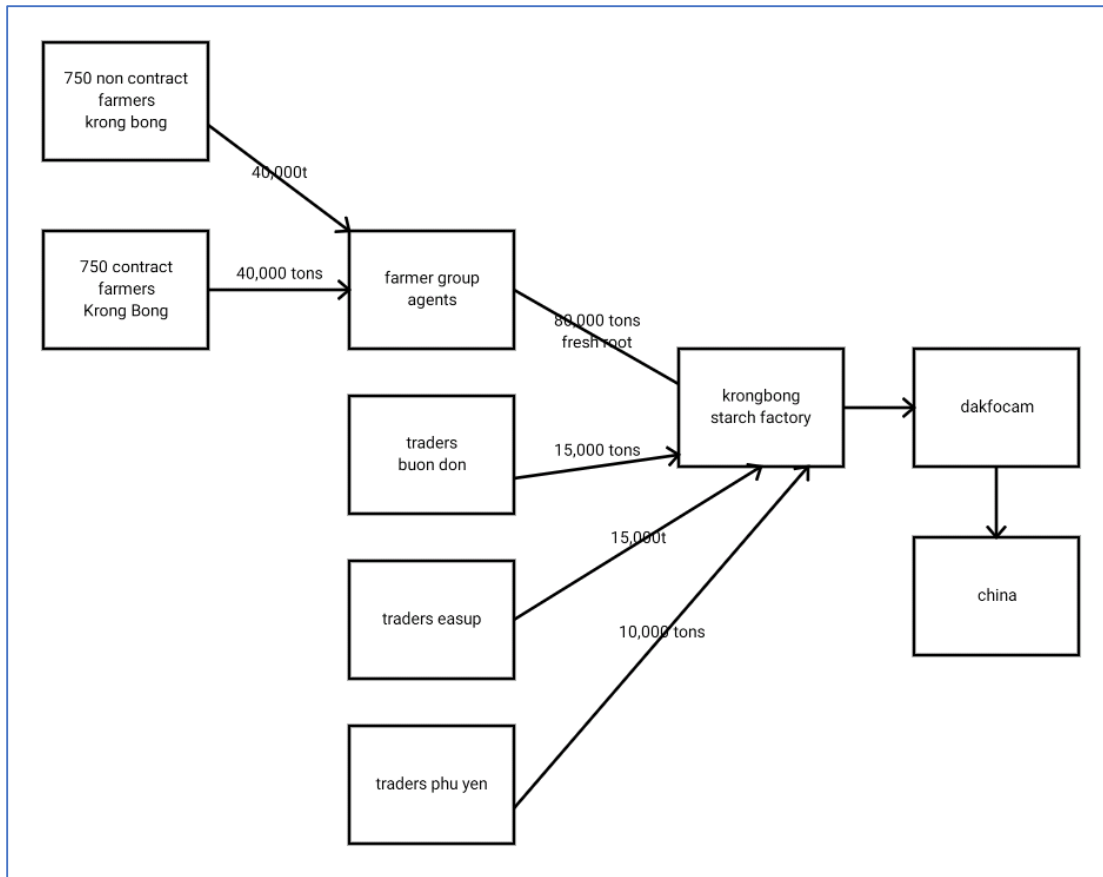 750 non contract
farmers
krong bong
40,000t
750 contract
farmers
Krong Bong
40,000 tons
farmer group
agents
80,000 tons
fresh root
krongbong
starch factory
dakfocam
traders
buon don
15,000 tons
15,000t
china
traders easup
10,000 tons
traders phu yen